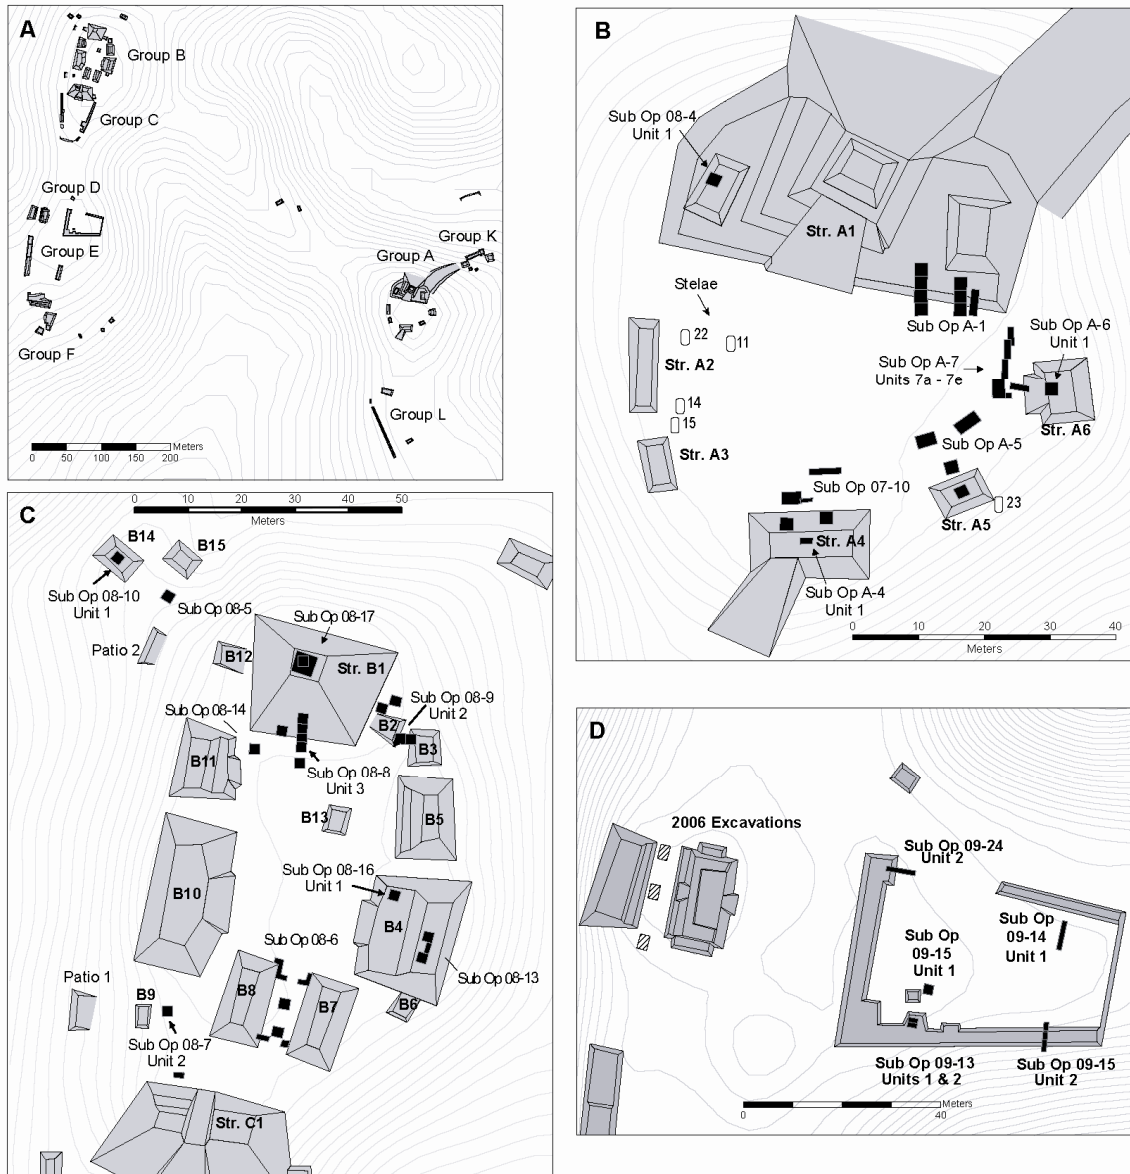 A
Group B
Group C
Group D
Group E
Group F
Group A
Group K
Group L
Meters
0 50 100 150 200
B
Sub Op 08-4
Unit 1
Str. A1
Stelae
22
11
Str. A2
14
15
Str. A3
Sub Op A-1
Sub Op A-6
Unit 1
Sub Op A-7
Units 7a - 7e
Str. A6
Sub Op A-5
Sub Op 07-10
23
Str. A5
Str. A4
Sub Op A-4
Unit 1
0 10 20 30 40
Meters
C
0 10 20 30 40 50
Meters
B14
B15
Sub Op 08-10
Unit 1
Sub Op 08-5
Sub Op 08-17
Patio 2
B12
Str. B1
Sub Op 08-9
Unit 2
Sub Op 08-14
B2
B3
B11
Sub Op 08-8
Unit 3
B13
B5
Sub Op 08-16
Unit 1
B10
B4
Sub Op 08-6
Sub Op 08-13
Patio 1
B9
B8
B7
B6
Sub Op 08-7
Unit 2
Str. C1
D
2006 Excavations
Sub Op 09-24
Unit 2
Sub Op
09-14
Unit 1
Sub Op
09-15
Unit 1
Sub Op 09-13
Units 1 & 2
Sub Op 09-15
Unit 2
Meters
0 40